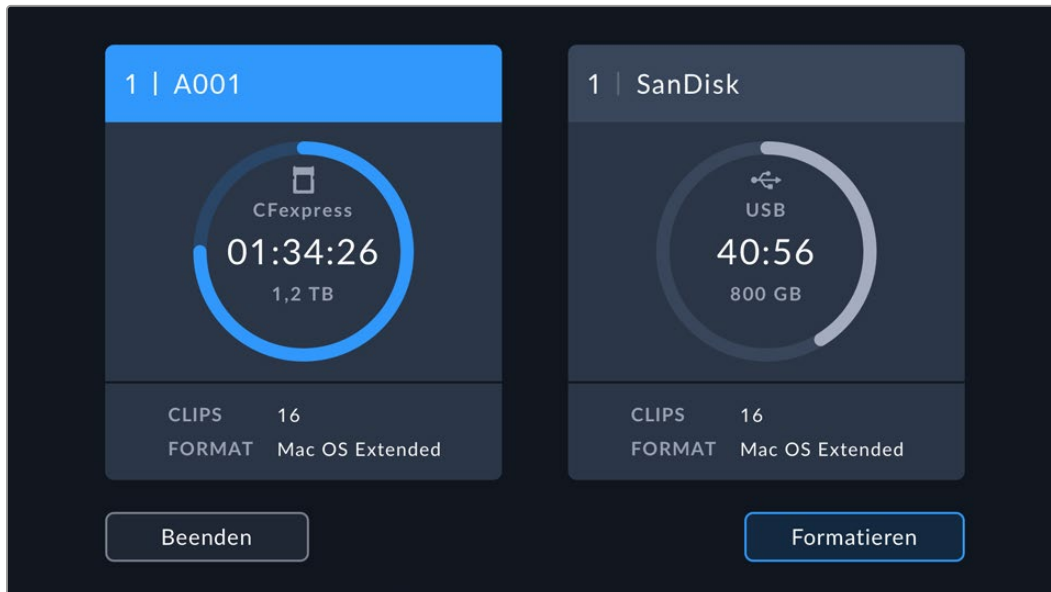 1 | A001
CFexpress
01:34:26
1,2 TB
CLIPS 16
FORMAT Mac OS Extended
1 | SanDisk
USB
40:56
800 GB
CLIPS 16
FORMAT Mac OS Extended
Beenden
Formatieren